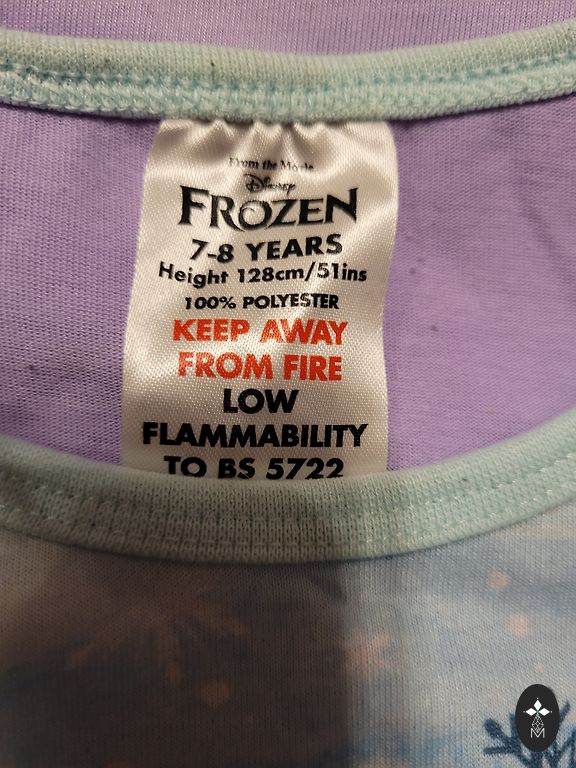 From the Movie
Disney
FROZEN
7-8 YEARS
Height 128cm/51ins
100% POLYESTER
KEEP AWAY
FROM FIRE
LOW
FLAMMABILITY
TO BS 5722
M